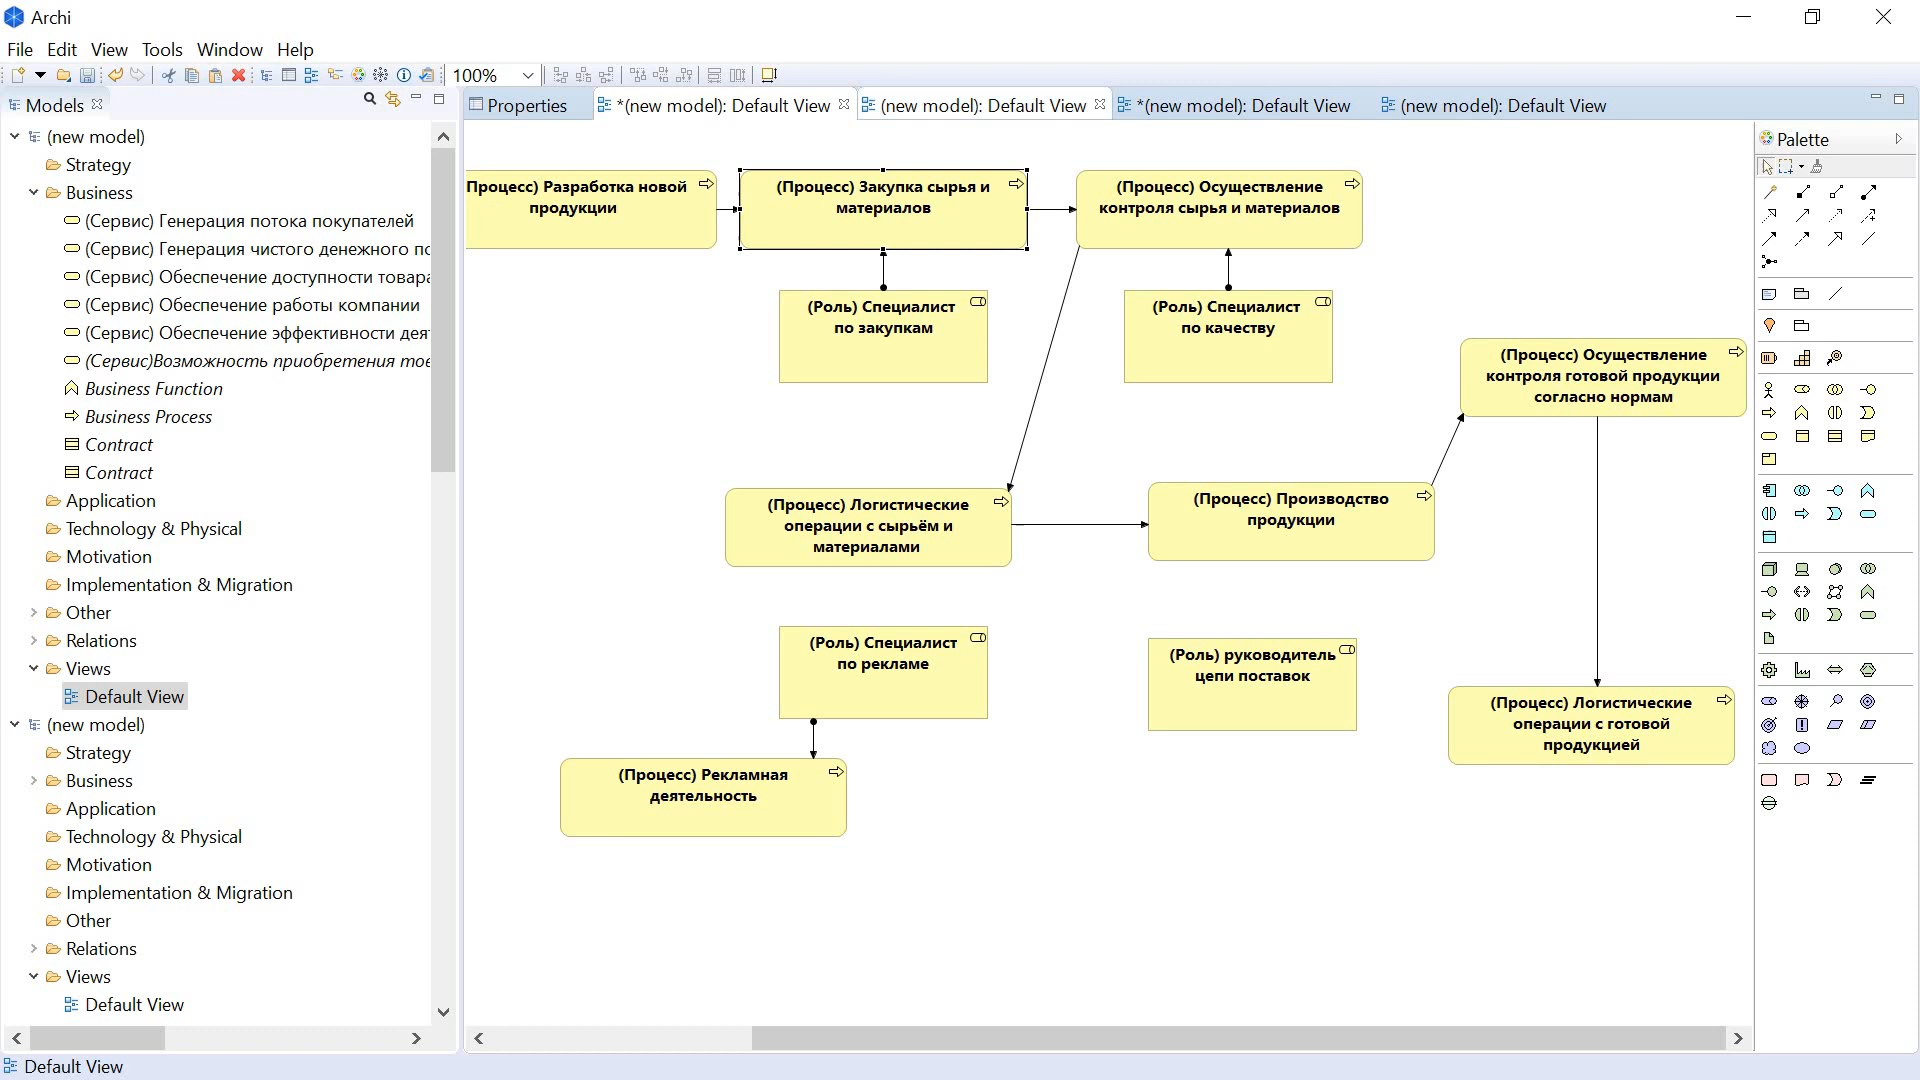 Archi
File Edit View Tools Window Help
100%
Models
Properties
*(new model): Default View
(new model): Default View
*(new model): Default View
(new model): Default View
(new model)
Strategy
Business
(Сервис) Генерация потока покупателей
(Сервис) Генерация чистого денежного по
(Сервис) Обеспечение доступности товара
(Сервис) Обеспечение работы компании
(Сервис) Обеспечение эффективности дея
(Сервис)Возможность приобретения тов
Business Function
Business Process
Contract
Contract
Application
Technology & Physical
Motivation
Implementation & Migration
Other
Relations
Views
Default View
(new model)
Strategy
Business
Application
Technology & Physical
Motivation
Implementation & Migration
Other
Relations
Views
Default View
Процесс) Разработка новой
продукции
(Процесс) Закупка сырья и
материалов
(Процесс) Осуществление
контроля сырья и материалов
(Роль) Специалист
по закупкам
(Роль) Специалист
по качеству
(Процесс) Осуществление
контроля готовой продукции
согласно нормам
(Процесс) Логистические
операции с сырьём и
материалами
(Процесс) Производство
продукции
(Роль) Специалист
по рекламе
(Роль) руководитель
цепи поставок
(Процесс) Логистические
операции с готовой
продукцией
(Процесс) Рекламная
деятельность
Palette
Default View